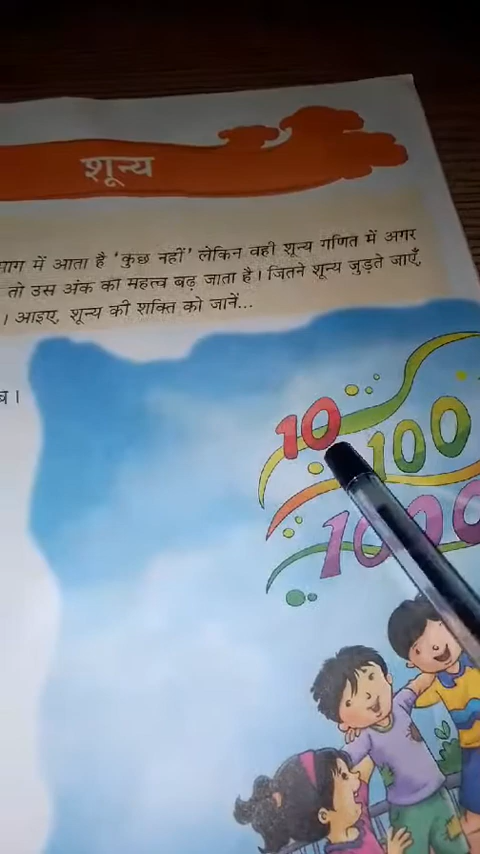 शून्य
में आता है 'कुछ नहीं' लेकिन वही शून्य गणित में अगर
तो उस अंक का महत्त्व बढ़ जाता है। जितने शून्य जुड़ते जाएँ,
। आइए, शून्य की शक्ति को जानें...
10
100